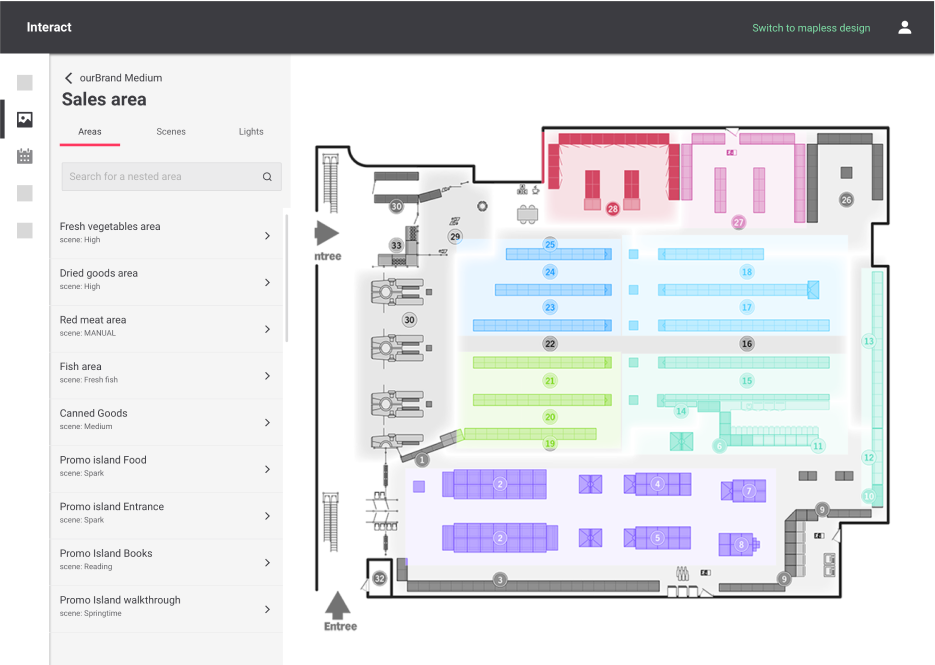 Interact
Switch to mapless design
ourBrand Medium
Sales area
Areas
Scenes
Lights
Search for a nested area
Fresh vegetables area
scene: High
Dried goods area
scene: High
Red meat area
scene: MANUAL
Fish area
scene: Fresh fish
Canned Goods
scene: Medium
Promo island Food
scene: Spark
Promo island Entrance
scene: Spark
Promo Island Books
scene: Reading
Promo Island walkthrough
scene: Springtime
28
27
26
30
29
33
ntree
25
24
23
22
18
17
16
30
13
21
20
19
15
14
6
11
1
12
10
2
4
7
9
2
5
8
32
3
9
Entree